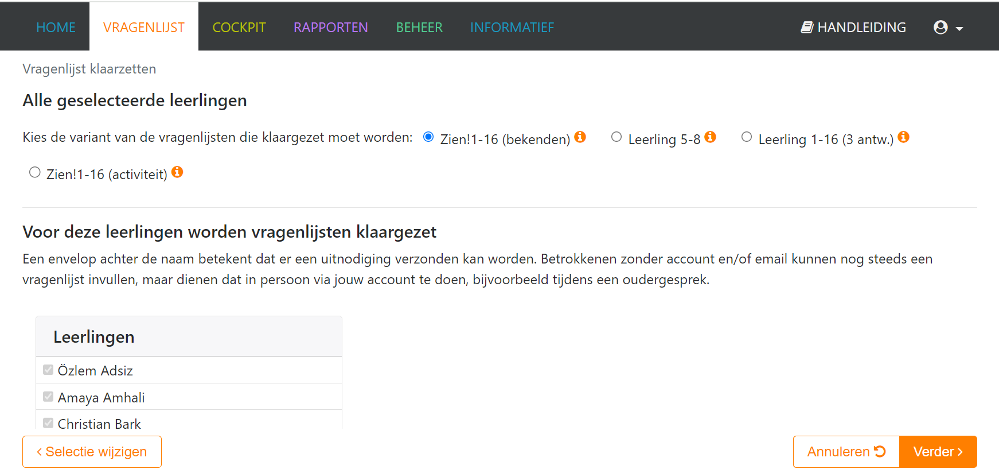 HOME VRAGENLIJST COCKPIT RAPPORTEN BEHEER INFORMATIEF HANDLEIDING
Vragenlijst klaarzetten
Alle geselecteerde leerlingen
Kies de variant van de vragenlijsten die klaargezet moet worden: Zien!1-16 (bekenden) Leerling 5-8 Leerling 1-16 (3 antw.)
Zien!1-16 (activiteit)
Voor deze leerlingen worden vragenlijsten klaargezet
Een envelop achter de naam betekent dat er een uitnodiging verzonden kan worden. Betrokkenen zonder account en/of email kunnen nog steeds een
vragenlijst invullen, maar dienen dat in persoon via jouw account te doen, bijvoorbeeld tijdens een oudergesprek.
Leerlingen
Özlem Adsiz
Amaya Amhali
Christian Bark
< Selectie wijzigen Annuleren Verder >